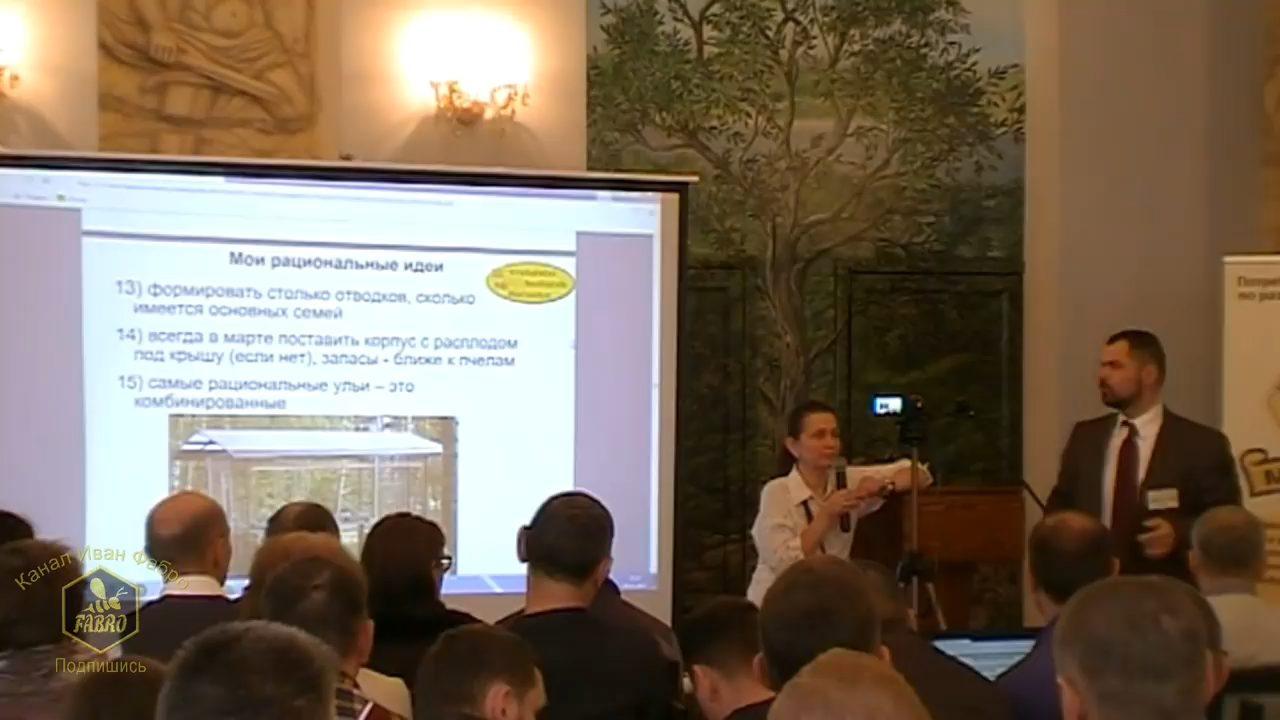 Мои рациональные идеи
13) формировать столько отводков, сколько
имеется основных семей
14) всегда в марте поставить корпус с расплодом
под крышу (если нет), запасы - ближе к пчелам
15) самые рациональные ульи – это
комбинированные
Канал Иван Фабро
FABRO
Подпишись